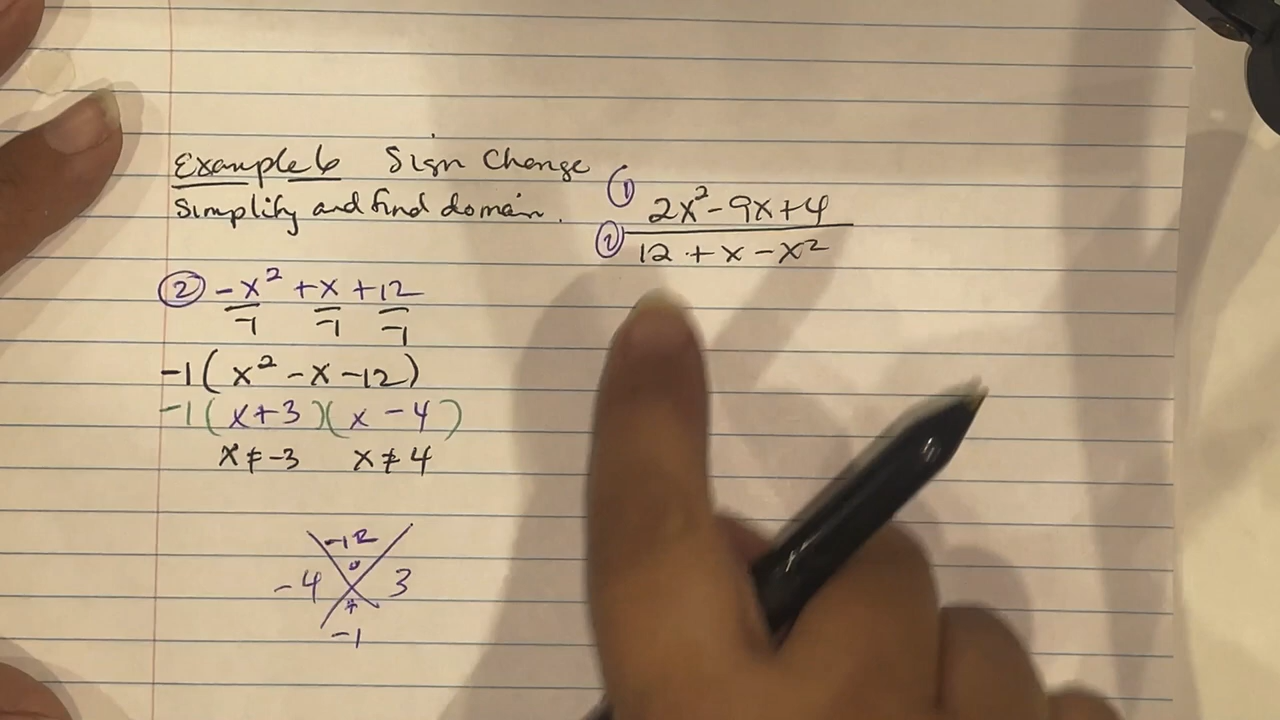 Example 6 Sign Change
Simplify and find domain.
① 2x² - 9x + 4
② 12 + x - x²
② -x² + x + 12
-1 -1 -1
-1(x² - x - 12)
-1(x + 3)(x - 4)
x ≠ -3 x ≠ 4
-12
-4 3
+
-1